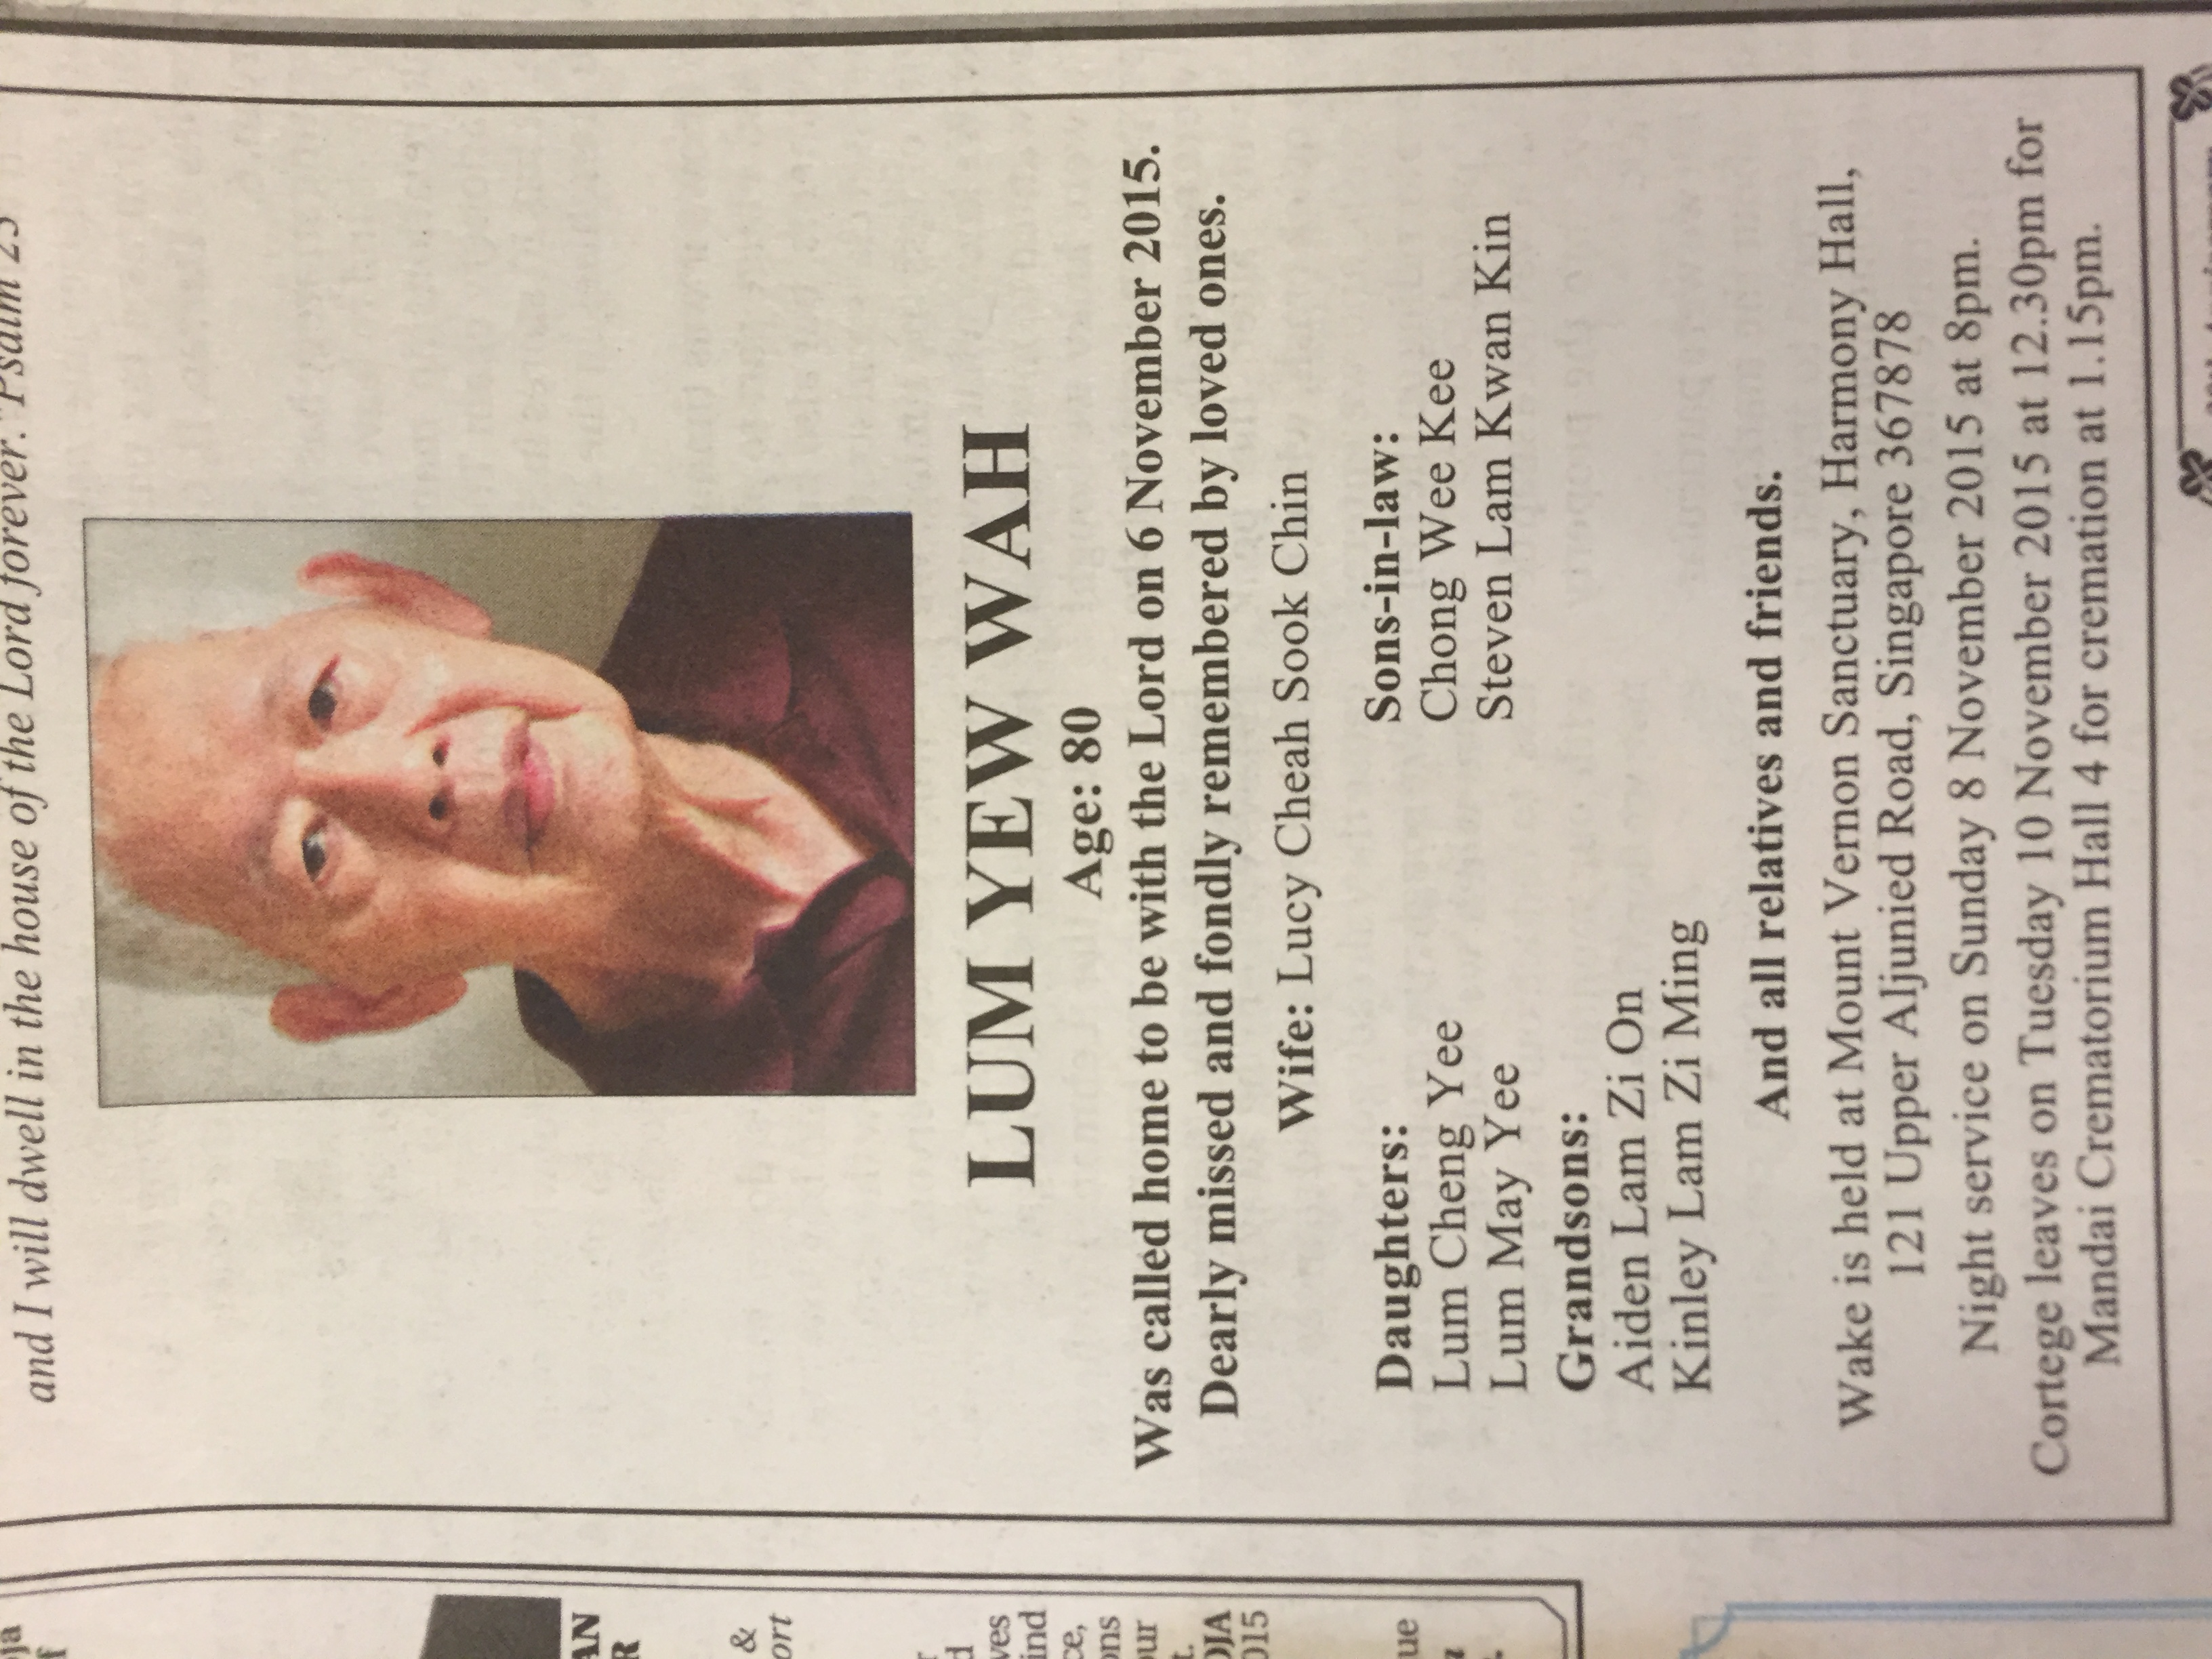 and I will dwell in the house of the Lord forever." Psalm 23
LUM YEW WAH
Age: 80
Was called home to be with the Lord on 6 November 2015.
Dearly missed and fondly remembered by loved ones.
Wife: Lucy Cheah Sook Chin
Daughters:
Lum Cheng Yee
Lum May Yee
Sons-in-law:
Chong Wee Kee
Steven Lam Kwan Kin
Grandsons:
Aiden Lam Zi On
Kinley Lam Zi Ming
And all relatives and friends.
Wake is held at Mount Vernon Sanctuary, Harmony Hall,
121 Upper Aljunied Road, Singapore 367878
Night service on Sunday 8 November 2015 at 8pm.
Cortege leaves on Tuesday 10 November 2015 at 12.30pm for
Mandai Crematorium Hall 4 for cremation at 1.15pm.